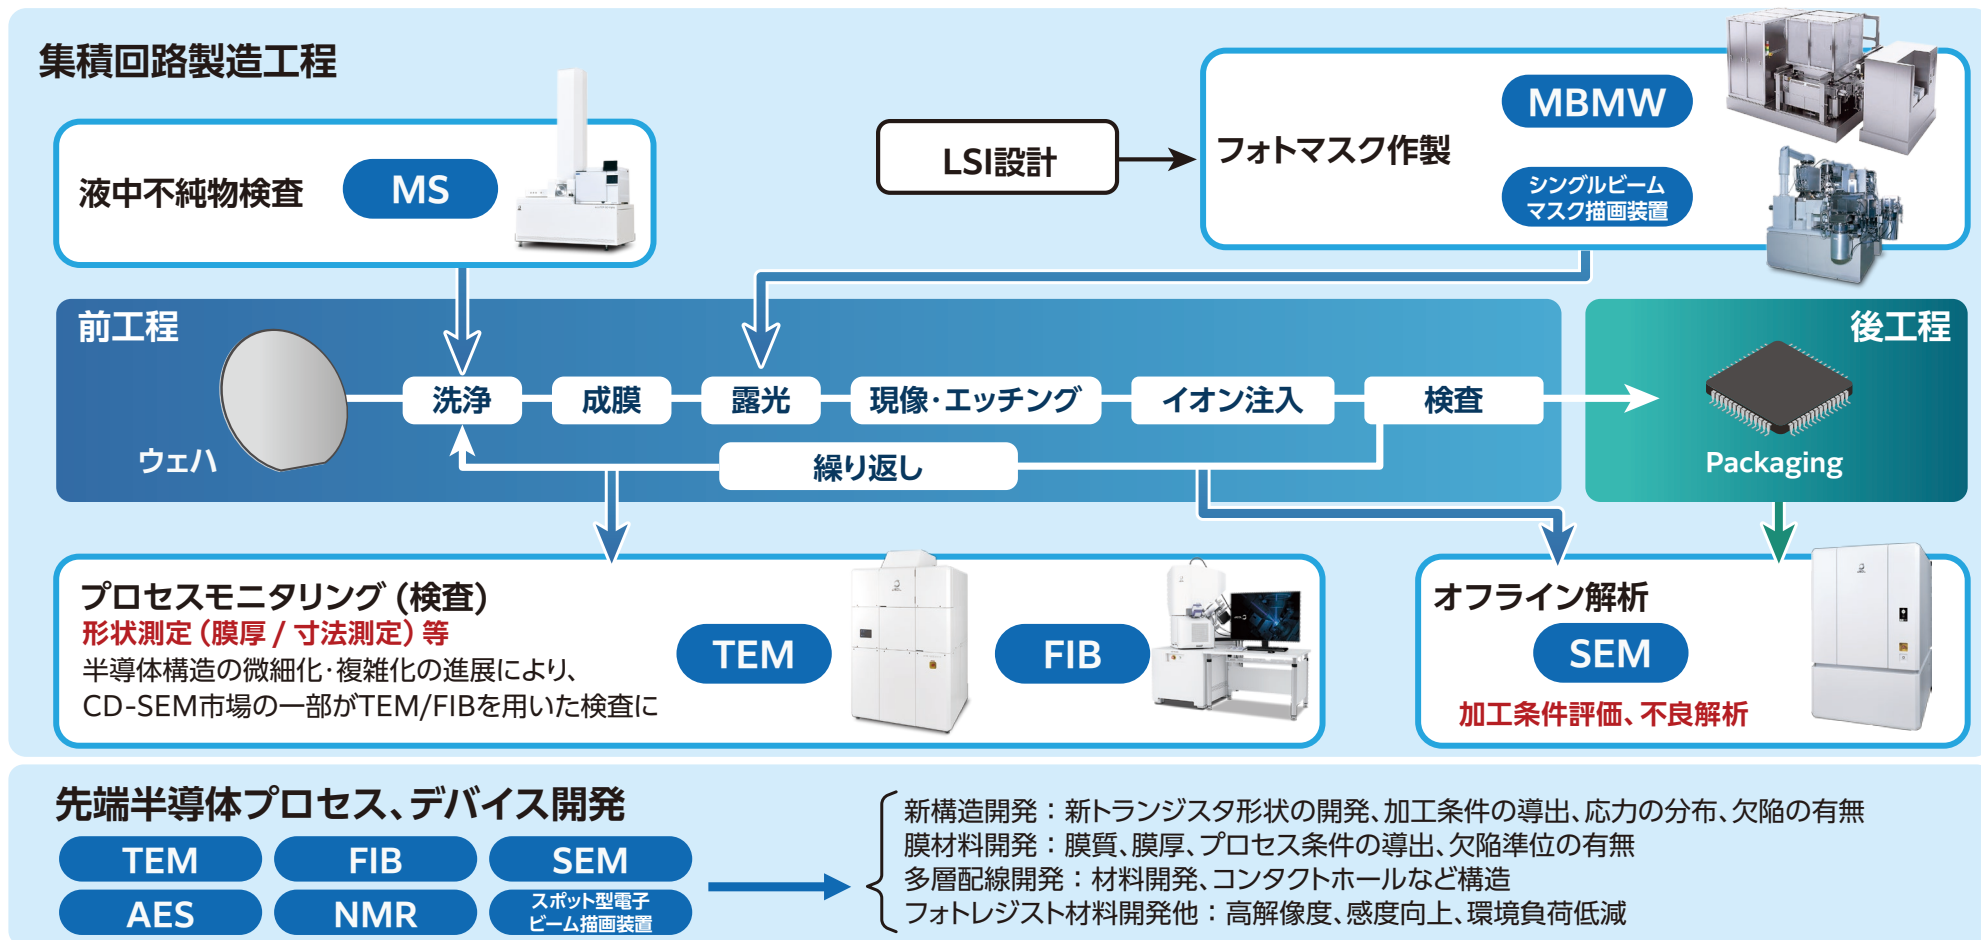 集積回路製造工程
液中不純物検査
MS
LSI設計
フォトマスク作製
MBMW
シングルビーム
マスク描画装置
前工程
ウェハ
洗浄
成膜
露光
現像・エッチング
イオン注入
検査
繰り返し
後工程
Packaging
プロセスモニタリング (検査)
形状測定 (膜厚 / 寸法測定) 等
半導体構造の微細化・複雑化の進展により、
CD-SEM市場の一部がTEM/FIBを用いた検査に
TEM
FIB
オフライン解析
SEM
加工条件評価、不良解析
先端半導体プロセス、デバイス開発
TEM
FIB
SEM
AES
NMR
スポット型電子
ビーム描画装置
新構造開発：新トランジスタ形状の開発、加工条件の導出、応力の分布、欠陥の有無
膜材料開発：膜質、膜厚、プロセス条件の導出、欠陥準位の有無
多層配線開発：材料開発、コンタクトホールなど構造
フォトレジスト材料開発他：高解像度、感度向上、環境負荷低減